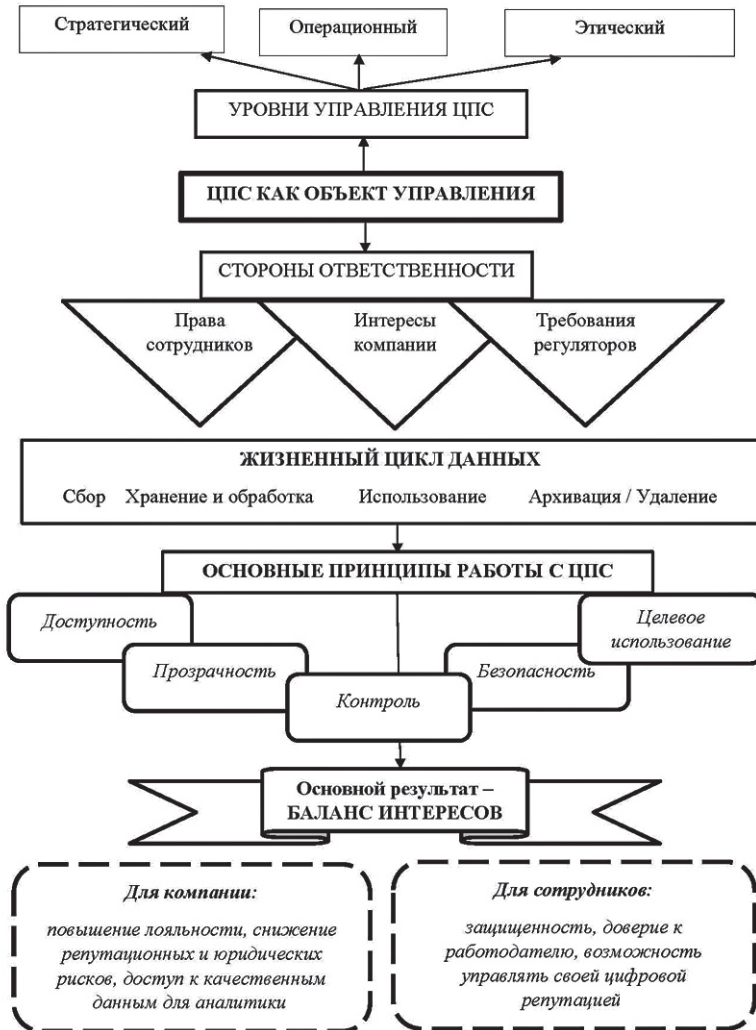 Стратегический
Операционный
Этический
УРОВНИ УПРАВЛЕНИЯ ЦПС
ЦПС КАК ОБЪЕКТ УПРАВЛЕНИЯ
СТОРОНЫ ОТВЕТСТВЕННОСТИ
Права
сотрудников
Интересы
компании
Требования
регуляторов
ЖИЗНЕННЫЙ ЦИКЛ ДАННЫХ
Сбор Хранение и обработка Использование Архивация / Удаление
ОСНОВНЫЕ ПРИНЦИПЫ РАБОТЫ С ЦПС
Доступность
Прозрачность
Контроль
Безопасность
Целевое
использование
Основной результат –
БАЛАНС ИНТЕРЕСОВ
Для компании:
повышение лояльности, снижение
репутационных и юридических
рисков, доступ к качественным
данным для аналитики
Для сотрудников:
защищенность, доверие к
работодателю, возможность
управлять своей цифровой
репутацией